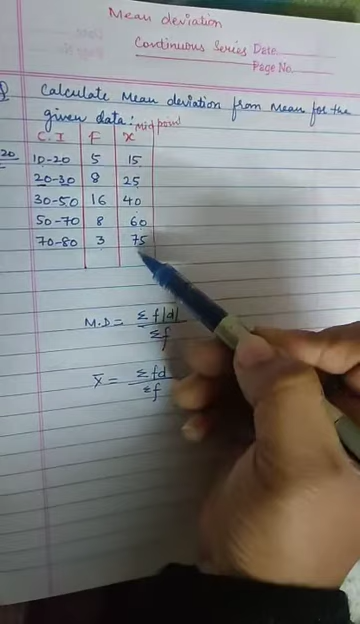 Mean deviation
Continuous Series Date
Page No.
Calculate Mean deviation from Mean for the
given data:
C.I F X Mid point
20 10-20 5 15
20-30 8 25
30-50 16 40
50-70 8 60
70-80 3 75
M.D = Σf|d|
Σf
x̄ = Σfd
Σf